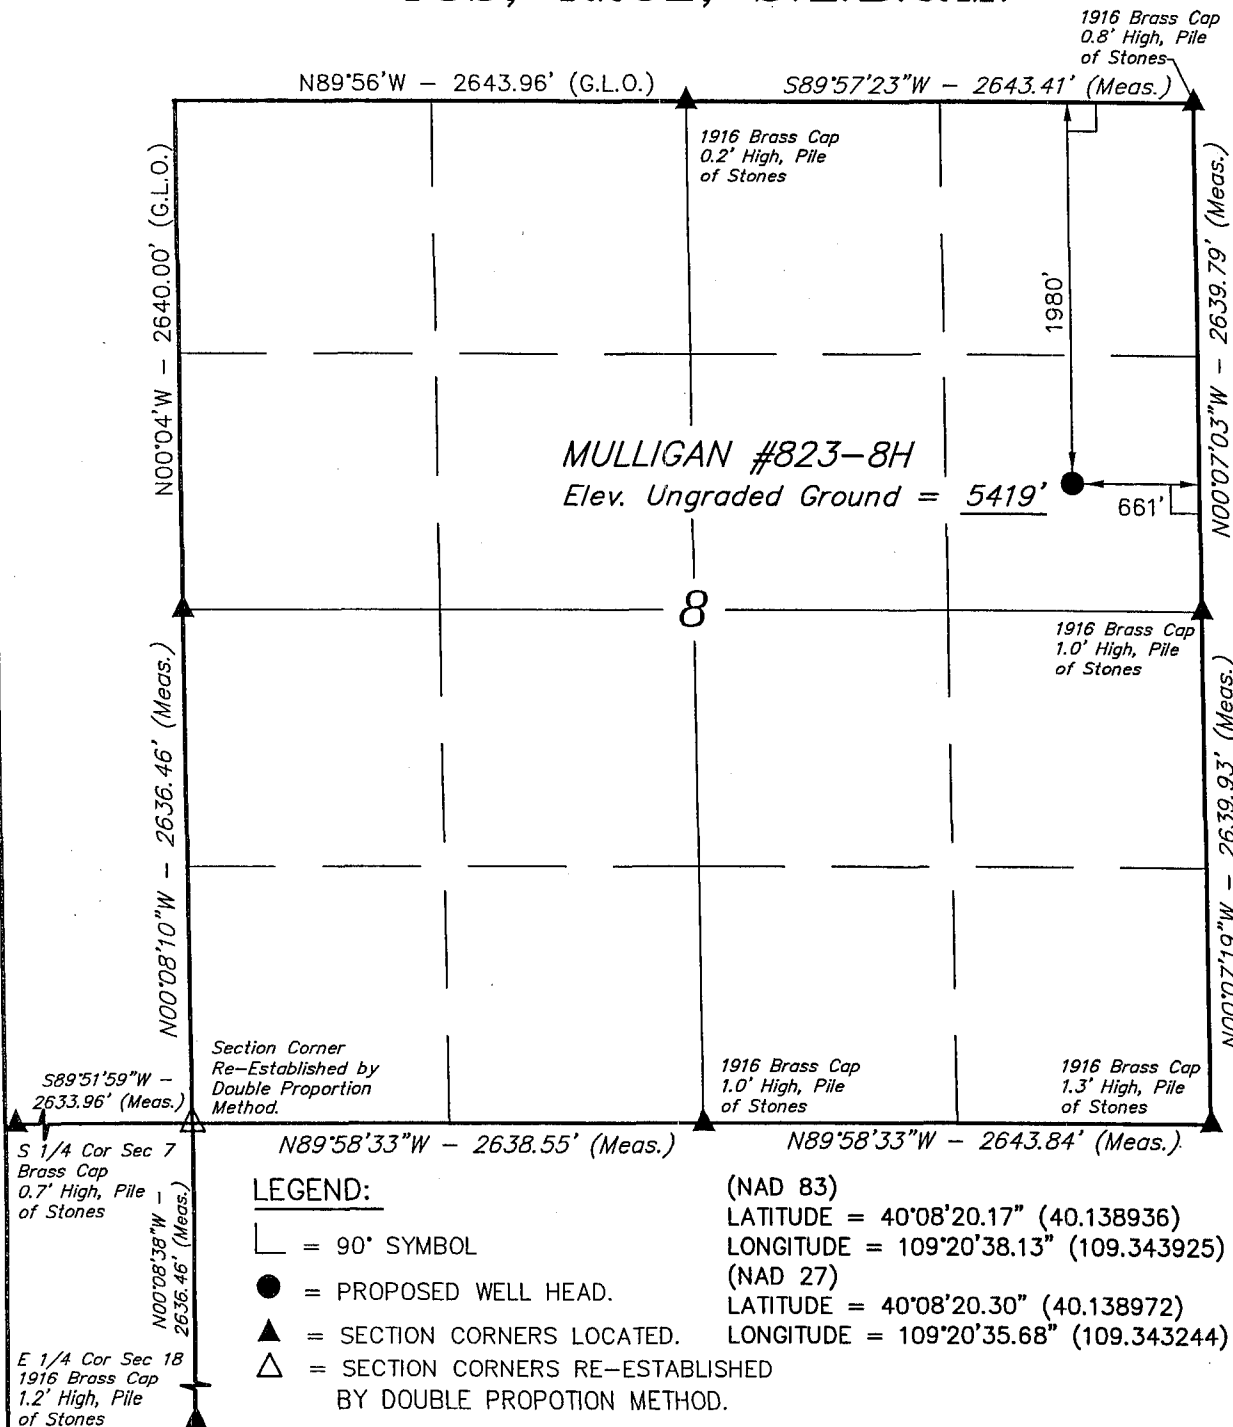 1916 Brass Cap
0.8' High, Pile
of Stones
N89°56'W - 2643.96' (G.L.O.)
S89°57'23"W - 2643.41' (Meas.)
1916 Brass Cap
0.2' High, Pile
of Stones
N00°04'W - 2640.00' (G.L.O.)
N00°07'03"W - 2639.79' (Meas.)
1980'
MULLIGAN #823-8H
Elev. Ungraded Ground = 5419'
661'
8
1916 Brass Cap
1.0' High, Pile
of Stones
N00°08'10"W - 2636.46' (Meas.)
N00°07'19"W - 2639.93' (Meas.)
Section Corner
Re-Established by
Double Proportion
Method.
S89°51'59"W -
2633.96' (Meas.)
1916 Brass Cap
1.0' High, Pile
of Stones
1916 Brass Cap
1.3' High, Pile
of Stones
N89°58'33"W - 2638.55' (Meas.)
N89°58'33"W - 2643.84' (Meas.)
S 1/4 Cor Sec 7
Brass Cap
0.7' High, Pile
of Stones
N00°08'38"W -
2636.46' (Meas.)
E 1/4 Cor Sec 18
1916 Brass Cap
1.2' High, Pile
of Stones
LEGEND:
= 90° SYMBOL
= PROPOSED WELL HEAD.
= SECTION CORNERS LOCATED.
= SECTION CORNERS RE-ESTABLISHED
BY DOUBLE PROPOTION METHOD.
(NAD 83)
LATITUDE = 40°08'20.17" (40.138936)
LONGITUDE = 109°20'38.13" (109.343925)
(NAD 27)
LATITUDE = 40°08'20.30" (40.138972)
LONGITUDE = 109°20'35.68" (109.343244)